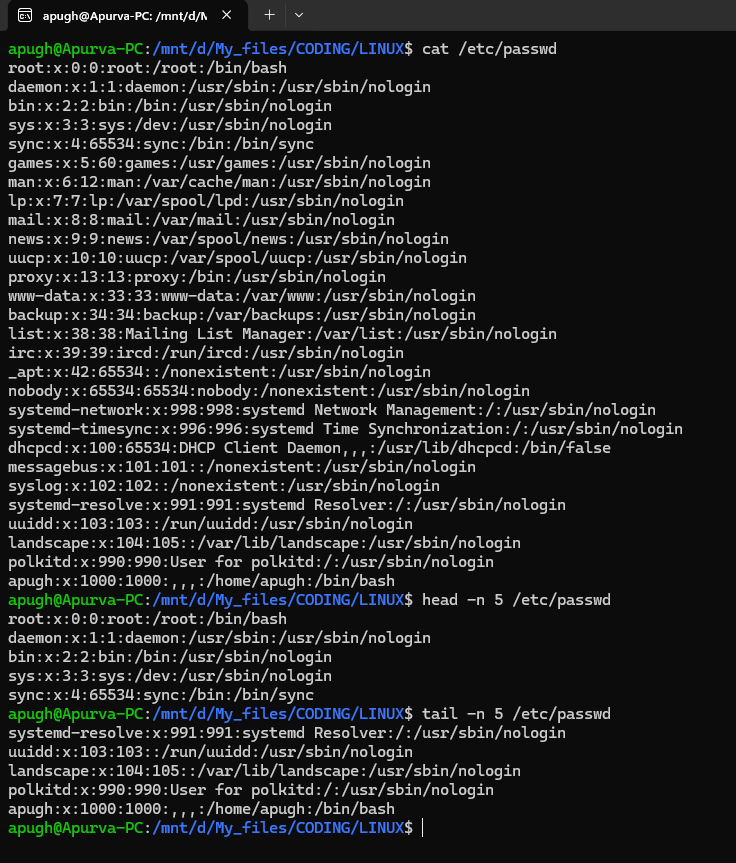 apugh@Apurva-PC: /mnt/d/M
apugh@Apurva-PC:/mnt/d/My_files/CODING/LINUX$ cat /etc/passwd
root:x:0:0:root:/root:/bin/bash
daemon:x:1:1:daemon:/usr/sbin:/usr/sbin/nologin
bin:x:2:2:bin:/bin:/usr/sbin/nologin
sys:x:3:3:sys:/dev:/usr/sbin/nologin
sync:x:4:65534:sync:/bin:/bin/sync
games:x:5:60:games:/usr/games:/usr/sbin/nologin
man:x:6:12:man:/var/cache/man:/usr/sbin/nologin
lp:x:7:7:lp:/var/spool/lpd:/usr/sbin/nologin
mail:x:8:8:mail:/var/mail:/usr/sbin/nologin
news:x:9:9:news:/var/spool/news:/usr/sbin/nologin
uucp:x:10:10:uucp:/var/spool/uucp:/usr/sbin/nologin
proxy:x:13:13:proxy:/bin:/usr/sbin/nologin
www-data:x:33:33:www-data:/var/www:/usr/sbin/nologin
backup:x:34:34:backup:/var/backups:/usr/sbin/nologin
list:x:38:38:Mailing List Manager:/var/list:/usr/sbin/nologin
irc:x:39:39:ircd:/run/ircd:/usr/sbin/nologin
_apt:x:42:65534::/nonexistent:/usr/sbin/nologin
nobody:x:65534:65534:nobody:/nonexistent:/usr/sbin/nologin
systemd-network:x:998:998:systemd Network Management:/:/usr/sbin/nologin
systemd-timesync:x:996:996:systemd Time Synchronization:/:/usr/sbin/nologin
dhcpcd:x:100:65534:DHCP Client Daemon,,,:/usr/lib/dhcpcd:/bin/false
messagebus:x:101:101::/nonexistent:/usr/sbin/nologin
syslog:x:102:102::/nonexistent:/usr/sbin/nologin
systemd-resolve:x:991:991:systemd Resolver:/:/usr/sbin/nologin
uuidd:x:103:103::/run/uuidd:/usr/sbin/nologin
landscape:x:104:105::/var/lib/landscape:/usr/sbin/nologin
polkitd:x:990:990:User for polkitd:/:/usr/sbin/nologin
apugh:x:1000:1000:,,,:/home/apugh:/bin/bash
apugh@Apurva-PC:/mnt/d/My_files/CODING/LINUX$ head -n 5 /etc/passwd
root:x:0:0:root:/root:/bin/bash
daemon:x:1:1:daemon:/usr/sbin:/usr/sbin/nologin
bin:x:2:2:bin:/bin:/usr/sbin/nologin
sys:x:3:3:sys:/dev:/usr/sbin/nologin
sync:x:4:65534:sync:/bin:/bin/sync
apugh@Apurva-PC:/mnt/d/My_files/CODING/LINUX$ tail -n 5 /etc/passwd
systemd-resolve:x:991:991:systemd Resolver:/:/usr/sbin/nologin
uuidd:x:103:103::/run/uuidd:/usr/sbin/nologin
landscape:x:104:105::/var/lib/landscape:/usr/sbin/nologin
polkitd:x:990:990:User for polkitd:/:/usr/sbin/nologin
apugh:x:1000:1000:,,,:/home/apugh:/bin/bash
apugh@Apurva-PC:/mnt/d/My_files/CODING/LINUX$